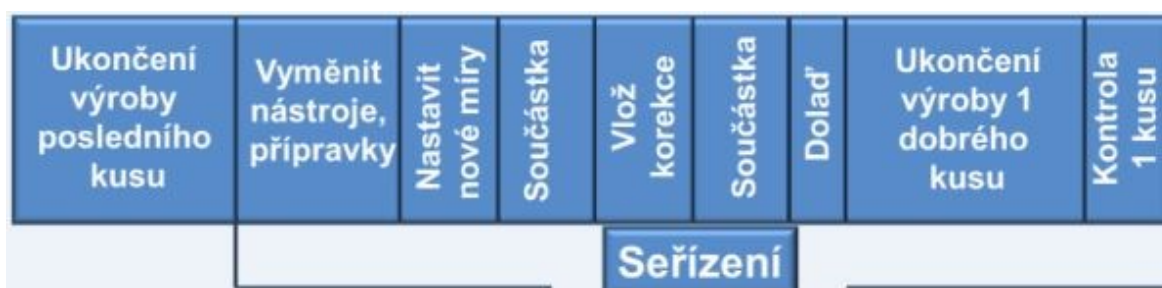 Ukončení
výroby
posledního
kusu
Vyměnit
nástroje,
přípravky
Nastavit
nové míry
Součástka
Vlož
korekce
Součástka
Dolaď
Ukončení
výroby 1
dobrého
kusu
Kontrola
1 kusu
Seřízení